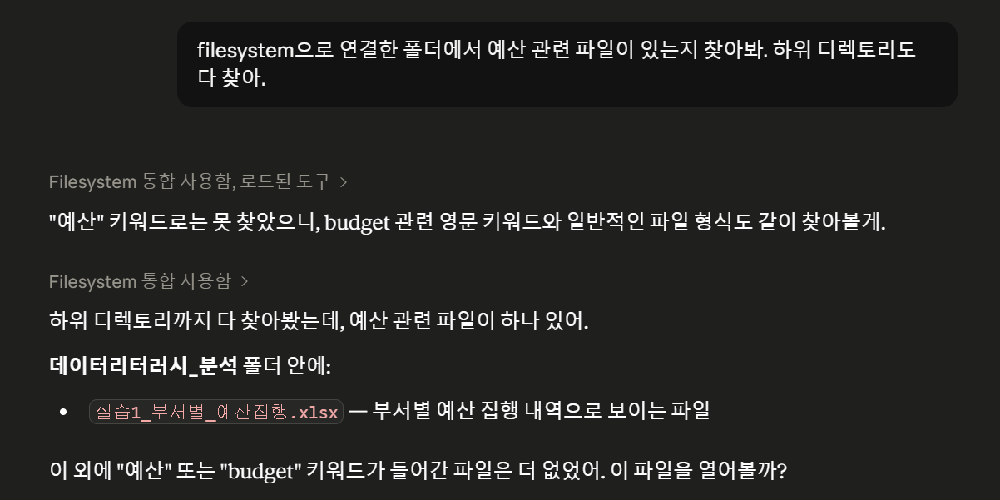 filesystem으로 연결한 폴더에서 예산 관련 파일이 있는지 찾아봐. 하위 디렉토리도
다 찾아.
Filesystem 통합 사용함, 로드된 도구 >
"예산" 키워드로는 못 찾았으니, budget 관련 영문 키워드와 일반적인 파일 형식도 같이 찾아볼게.
Filesystem 통합 사용함 >
하위 디렉토리까지 다 찾아봤는데, 예산 관련 파일이 하나 있어.
데이터리터러시_분석 폴더 안에:
• 실습1_부서별_예산집행.xlsx — 부서별 예산 집행 내역으로 보이는 파일
이 외에 "예산" 또는 "budget" 키워드가 들어간 파일은 더 없었어. 이 파일을 열어볼까?